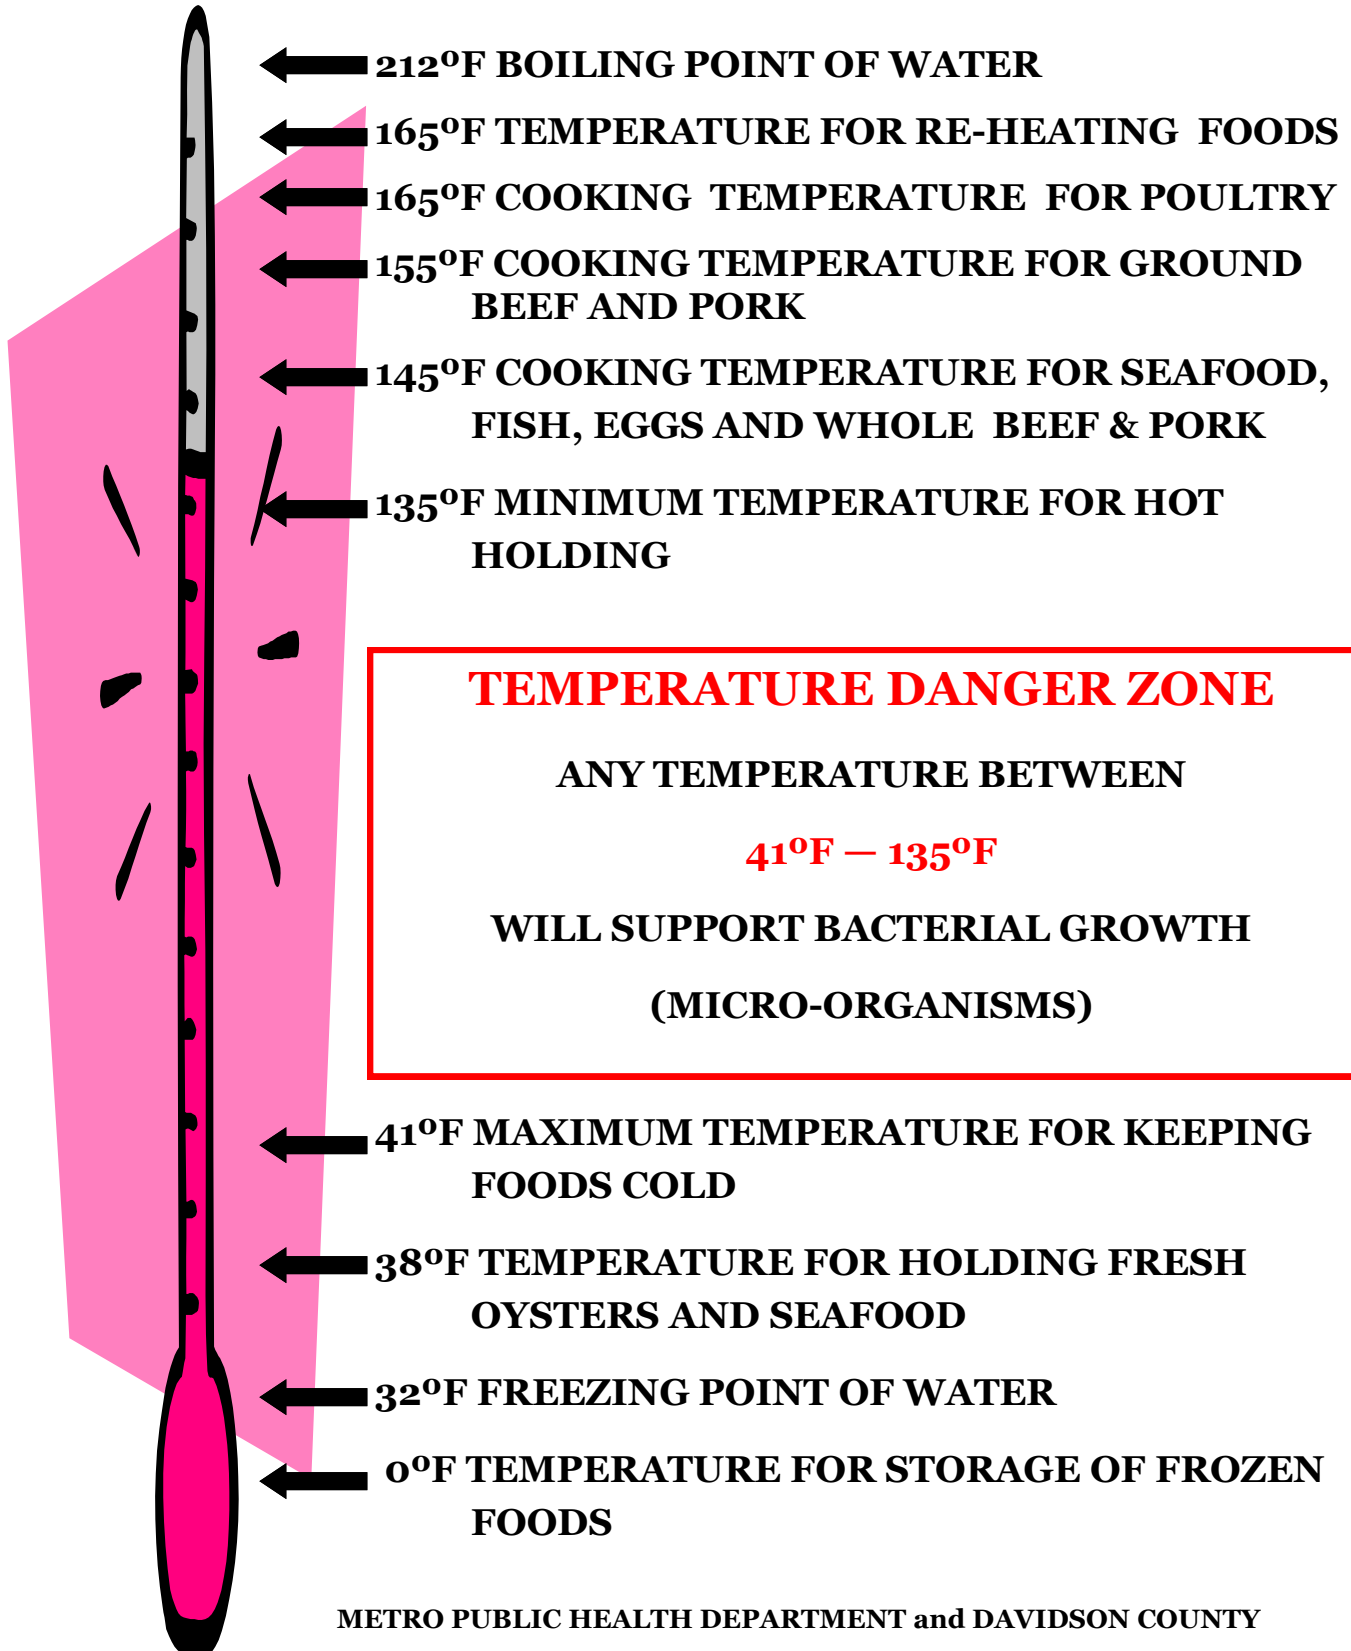 212ºF BOILING POINT OF WATER
165ºF TEMPERATURE FOR RE-HEATING FOODS
165ºF COOKING TEMPERATURE FOR POULTRY
155ºF COOKING TEMPERATURE FOR GROUND
BEEF AND PORK
145ºF COOKING TEMPERATURE FOR SEAFOOD,
FISH, EGGS AND WHOLE BEEF & PORK
135ºF MINIMUM TEMPERATURE FOR HOT
HOLDING
TEMPERATURE DANGER ZONE
ANY TEMPERATURE BETWEEN
41ºF — 135ºF
WILL SUPPORT BACTERIAL GROWTH
(MICRO-ORGANISMS)
41ºF MAXIMUM TEMPERATURE FOR KEEPING
FOODS COLD
38ºF TEMPERATURE FOR HOLDING FRESH
OYSTERS AND SEAFOOD
32ºF FREEZING POINT OF WATER
0ºF TEMPERATURE FOR STORAGE OF FROZEN
FOODS
METRO PUBLIC HEALTH DEPARTMENT and DAVIDSON COUNTY